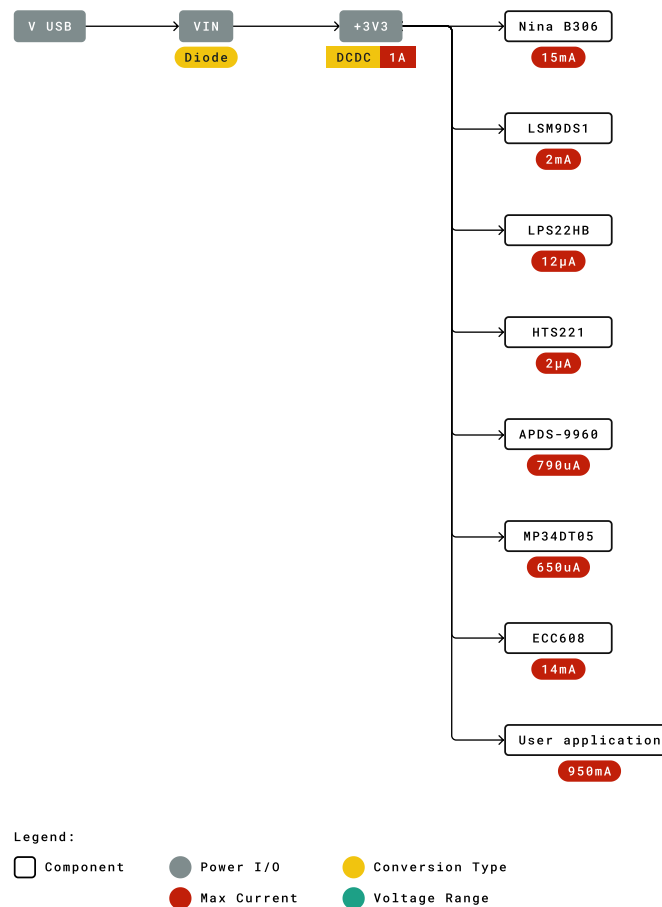 V USB
VIN
+3V3
Nina B306
Diode
DCDC
1A
15mA
LSM9DS1
2mA
LPS22HB
12µA
HTS221
2µA
APDS-9960
790uA
MP34DT05
650uA
ECC608
14mA
User application
950mA
Legend:
Component
Power I/O
Conversion Type
Max Current
Voltage Range